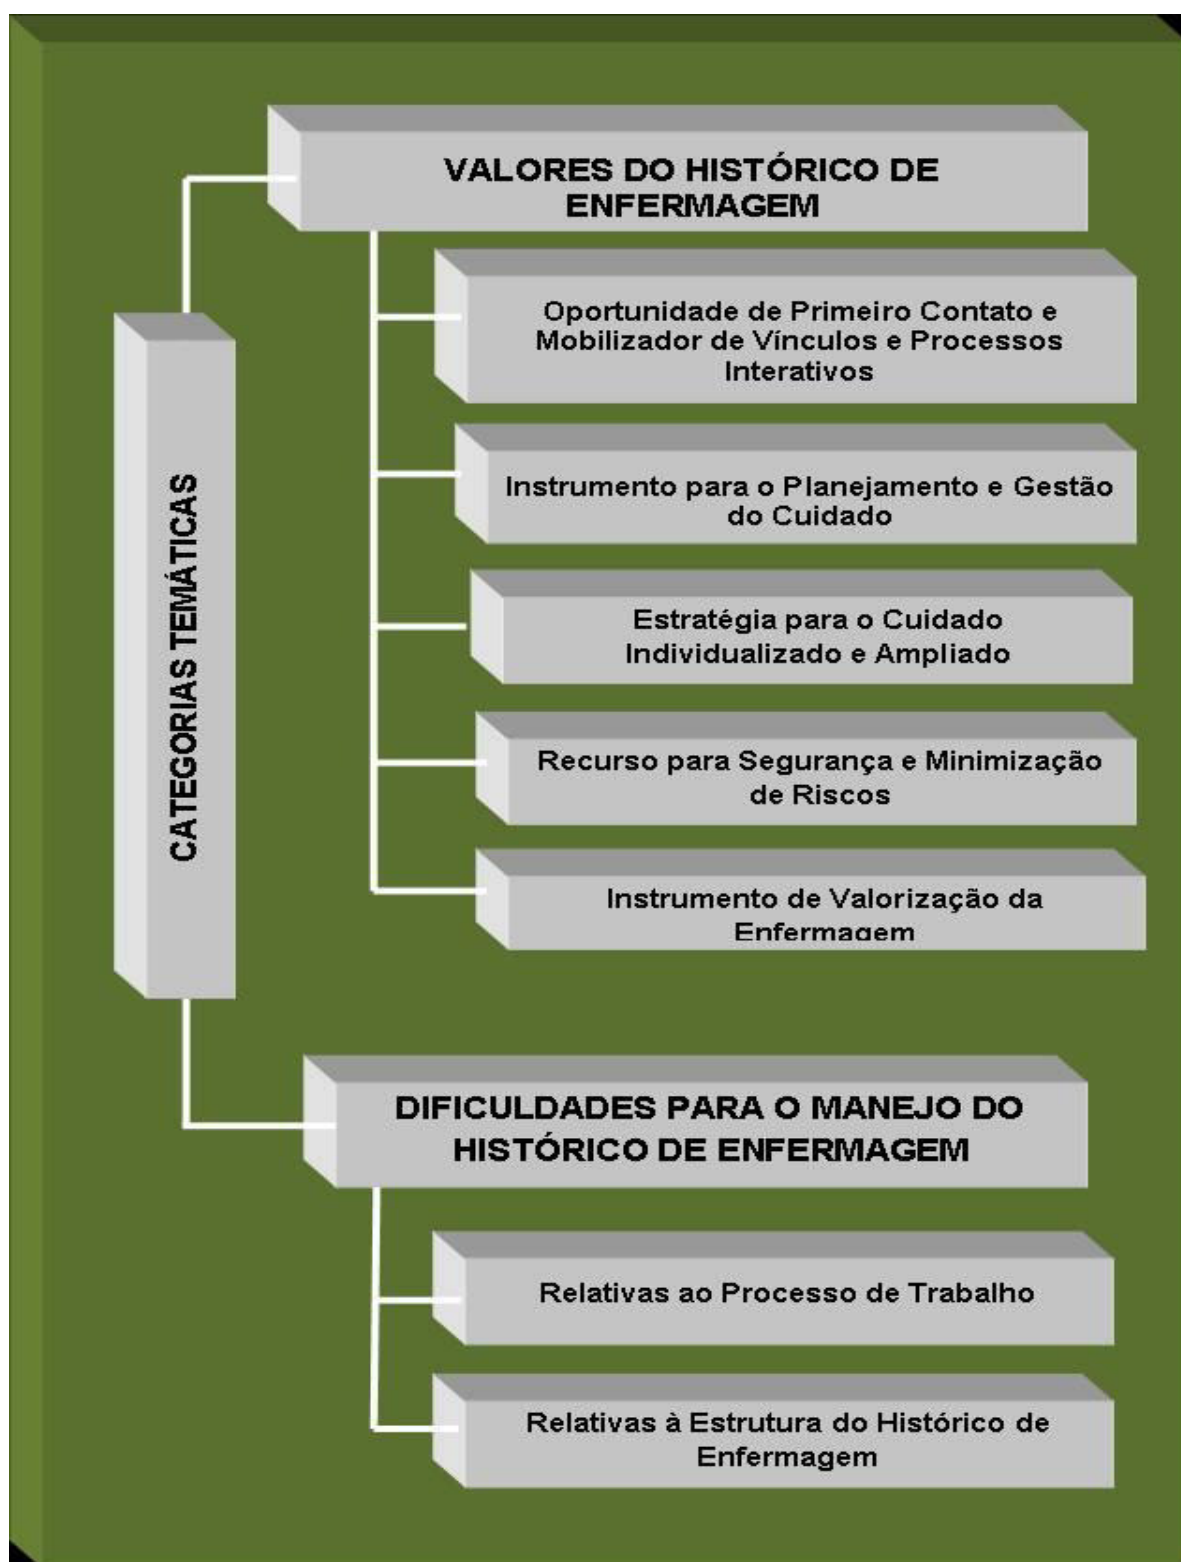 CATEGORIAS TEMÁTICAS
VALORES DO HISTÓRICO DE
ENFERMAGEM
Oportunidade de Primeiro Contato e
Mobilizador de Vínculos e Processos
Interativos
Instrumento para o Planejamento e Gestão
do Cuidado
Estratégia para o Cuidado
Individualizado e Ampliado
Recurso para Segurança e Minimização
de Riscos
Instrumento de Valorização da
Enfermagem
DIFICULDADES PARA O MANEJO DO
HISTÓRICO DE ENFERMAGEM
Relativas ao Processo de Trabalho
Relativas à Estrutura do Histórico de
Enfermagem